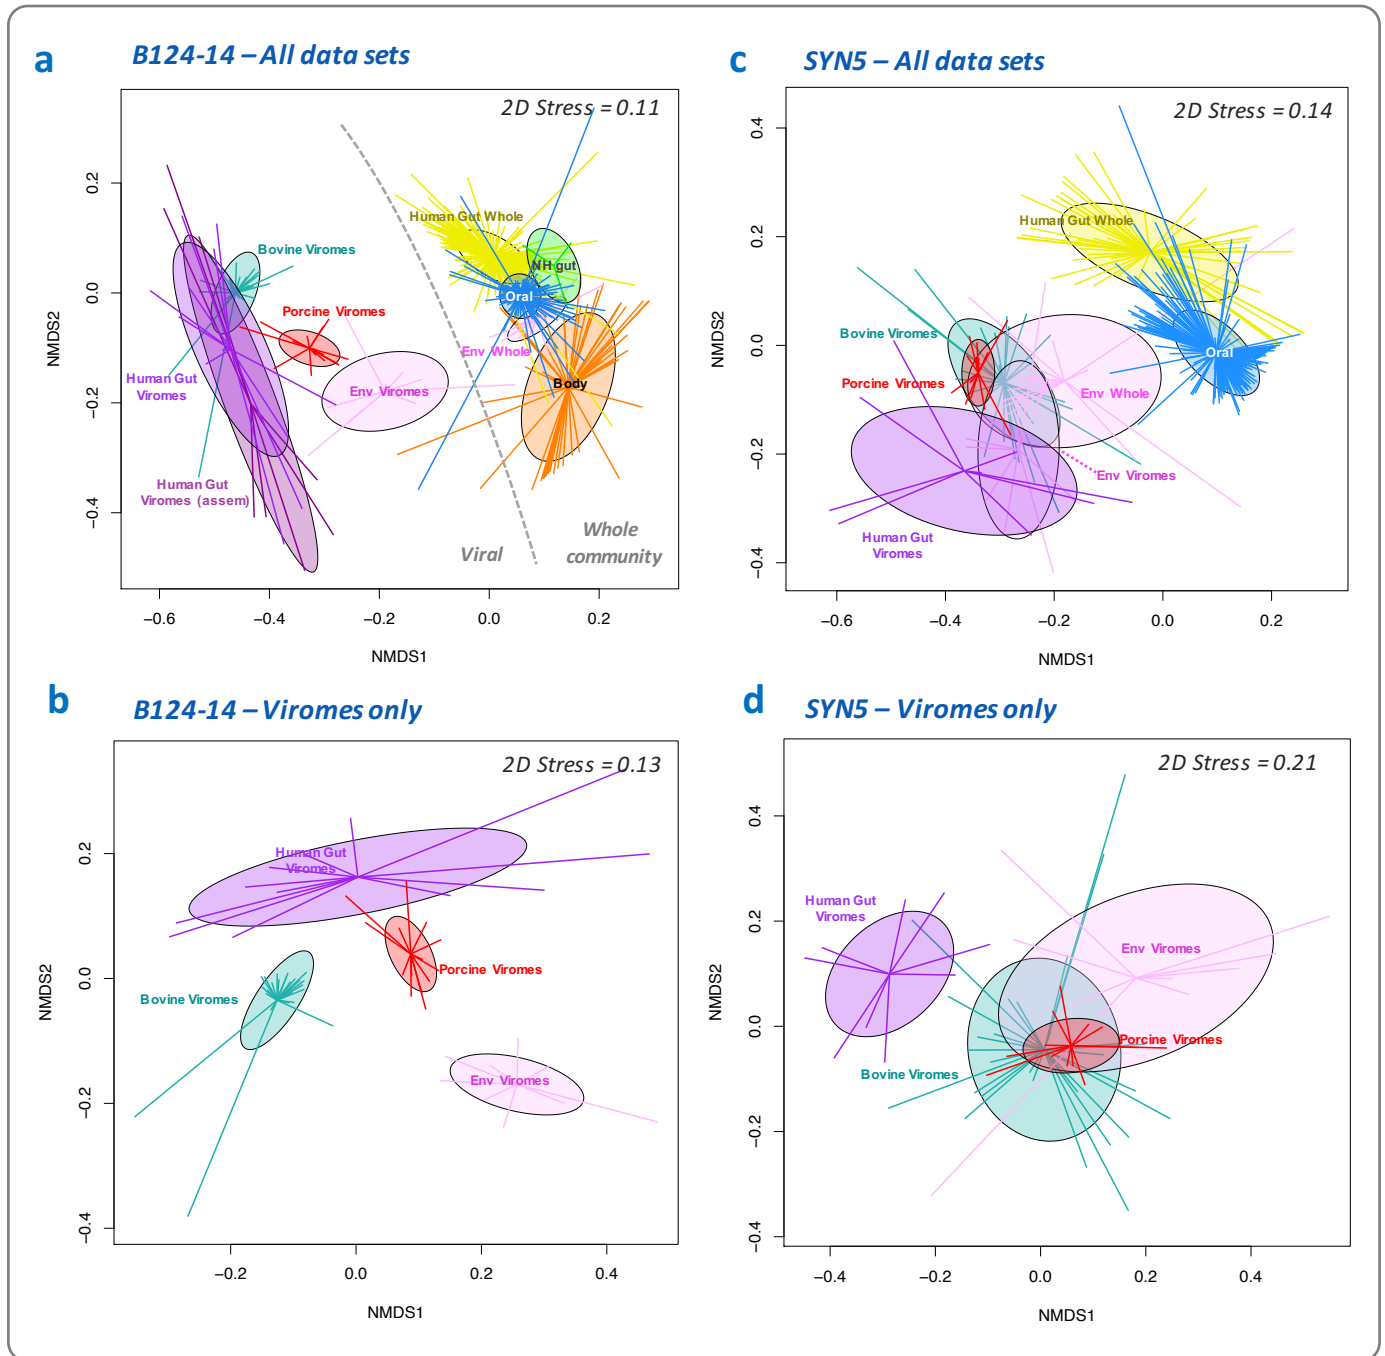 a
B124-14 – All data sets
2D Stress = 0.11
Human Gut Whole
Bovine Viromes
NH gut
Oral
Porcine Viromes
Env Whole
Human Gut
Viromes
Env Viromes
Body
Human Gut
Viromes (assem)
Viral
Whole
community
NMDS2
0.2
0.0
−0.2
−0.4
−0.6
−0.4
−0.2
0.0
0.2
NMDS1
c
SYN5 – All data sets
2D Stress = 0.14
Human Gut Whole
Bovine Viromes
Oral
Porcine Viromes
Env Whole
Env Viromes
Human Gut
Viromes
NMDS2
0.4
0.2
0.0
−0.2
−0.4
−0.6
−0.4
−0.2
0.0
0.2
NMDS1
b
B124-14 – Viromes only
2D Stress = 0.13
Human Gut
Viromes
Porcine Viromes
Bovine Viromes
Env Viromes
NMDS2
0.2
0.0
−0.2
−0.4
−0.2
0.0
0.2
0.4
NMDS1
d
SYN5 – Viromes only
2D Stress = 0.21
Human Gut
Viromes
Env Viromes
Porcine Viromes
Bovine Viromes
NMDS2
0.4
0.2
0.0
−0.2
−0.4
−0.4
−0.2
0.0
0.2
0.4
NMDS1